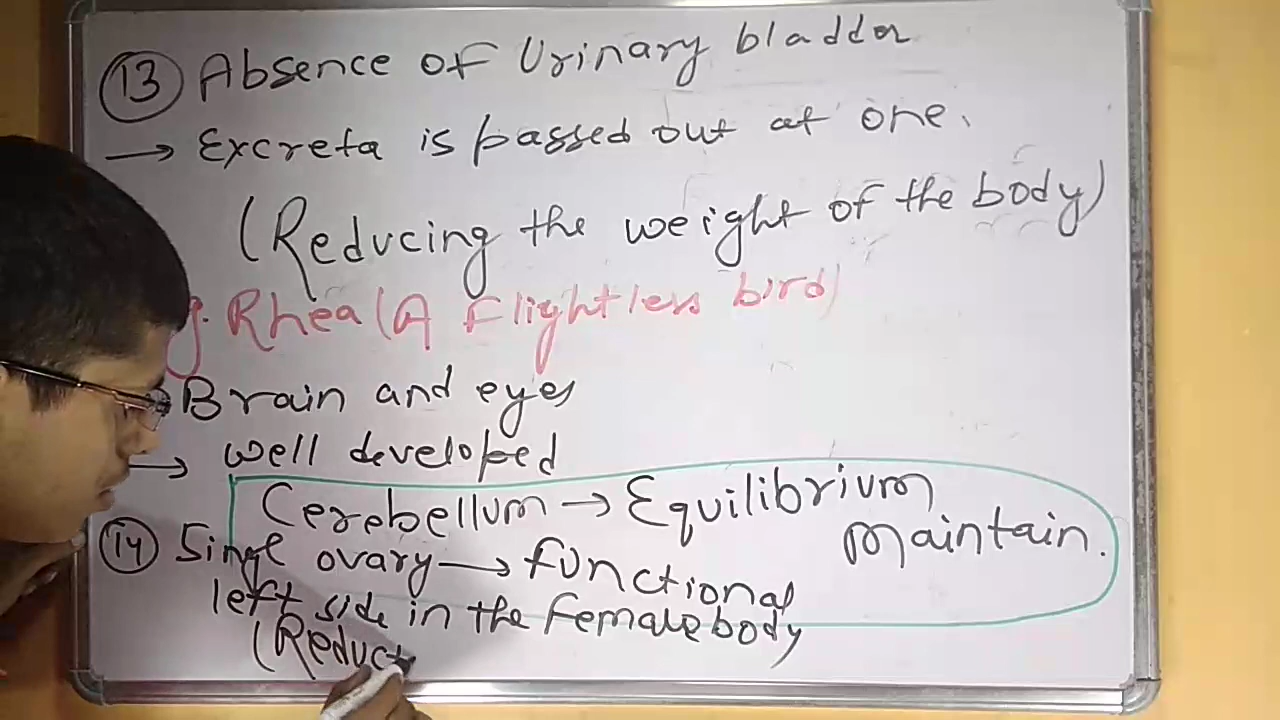 13 Absence of Urinary bladder
→ Excreta is passed out at one.
(Reducing the weight of the body)
g. Rhea (A Flightless bird)
Brain and eyes
→ well developed
Cerebellum → Equilibrium
Maintain.
14 Single ovary → functional
left side in the female body
(Reduct